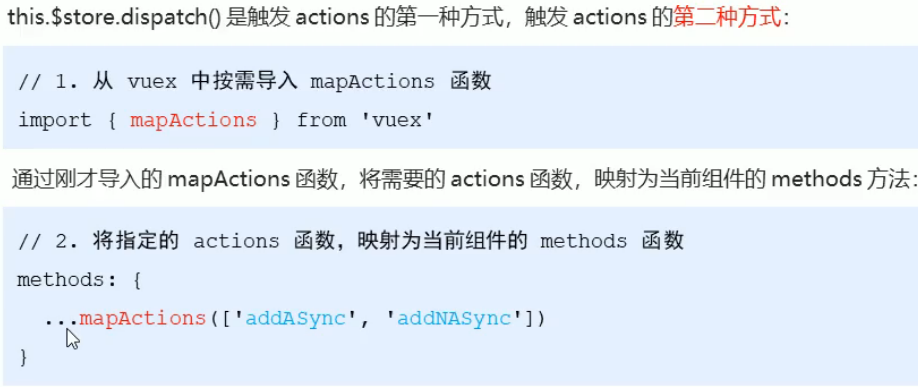 this.$store.dispatch() 是触发 actions 的第一种方式，触发 actions 的第二种方式：
// 1. 从 vuex 中按需导入 mapActions 函数
import { mapActions } from 'vuex'
通过刚才导入的 mapActions 函数，将需要的 actions 函数，映射为当前组件的 methods 方法：
// 2. 将指定的 actions 函数，映射为当前组件的 methods 函数
methods: {
...mapActions(['addASync', 'addNASync'])
}